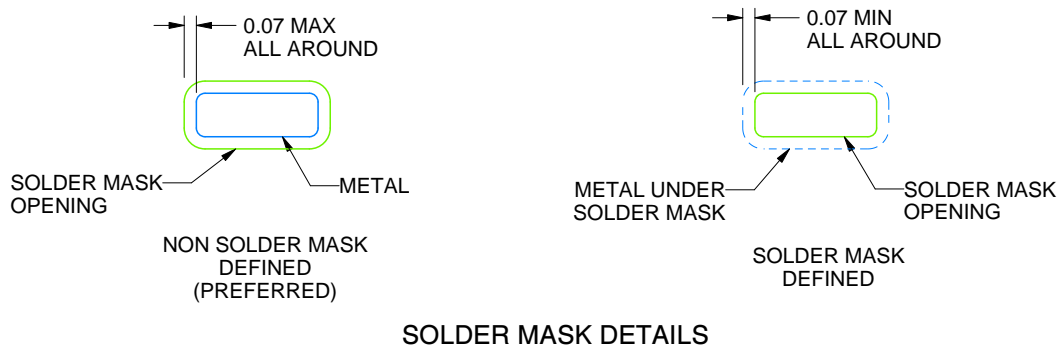 0.07 MAX
ALL AROUND
SOLDER MASK
OPENING
METAL
NON SOLDER MASK
DEFINED
(PREFERRED)
0.07 MIN
ALL AROUND
METAL UNDER
SOLDER MASK
SOLDER MASK
OPENING
SOLDER MASK
DEFINED
SOLDER MASK DETAILS